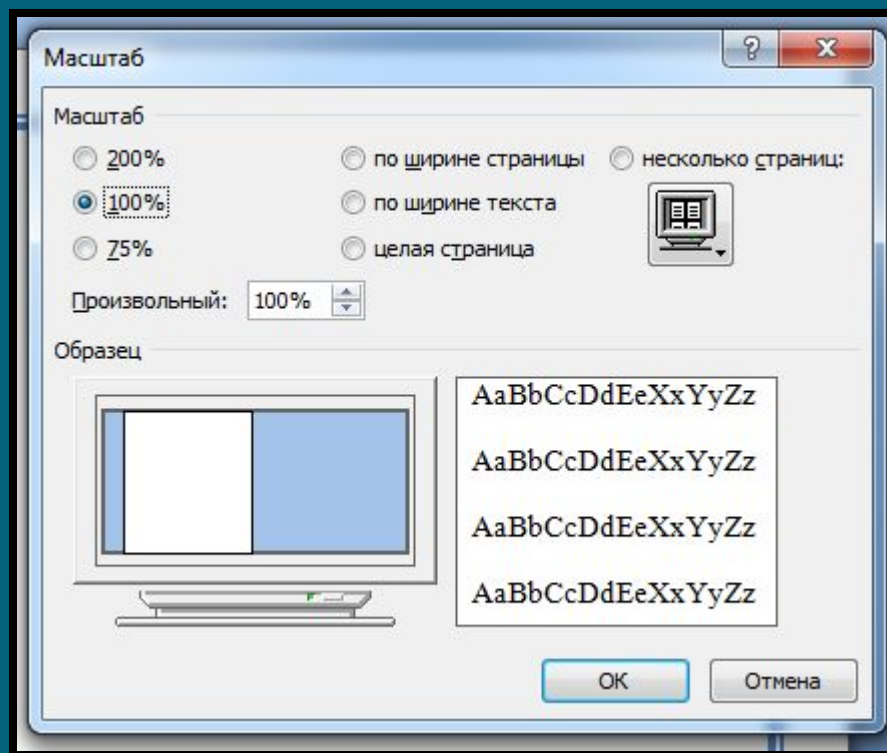 Масштаб
Масштаб
200% по ширине страницы несколько страниц:
100% по ширине текста
75% целая страница
Произвольный: 100%
Образец
AaBbCcDdEeXxYyZz
AaBbCcDdEeXxYyZz
AaBbCcDdEeXxYyZz
AaBbCcDdEeXxYyZz
ОК Отмена